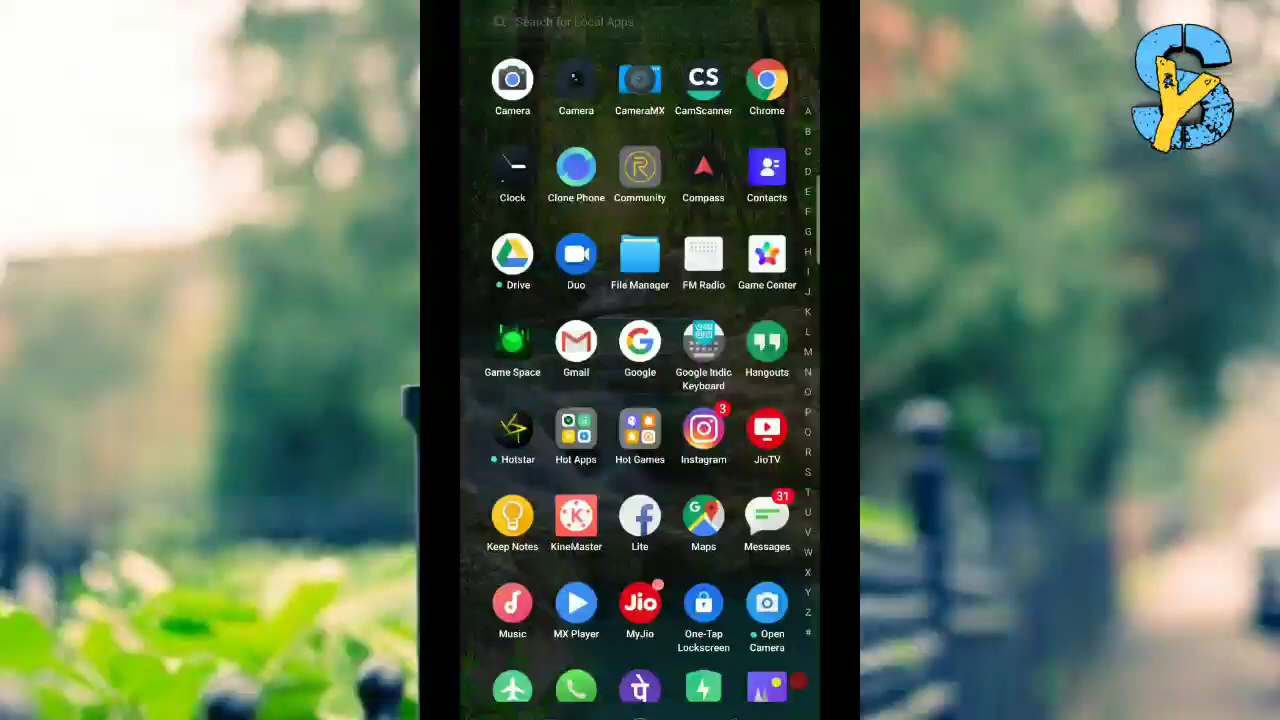 Search for Local Apps
SY
Camera Camera CameraMX CS CamScanner Chrome
Clock Clone Phone R Community Compass Contacts
Drive Duo File Manager FM Radio Game Center
Game Space Gmail G Google Google Indic Keyboard Hangouts
Hotstar Hot Apps Hot Games 3 Instagram JioTV
Keep Notes K KineMaster f Lite G Maps 31 Messages
Music MX Player Jio MyJio One-Tap Lockscreen Open Camera
पे
A
B
C
D
E
F
G
H
I
J
K
L
M
N
O
P
Q
R
S
T
U
V
W
X
Y
Z
#